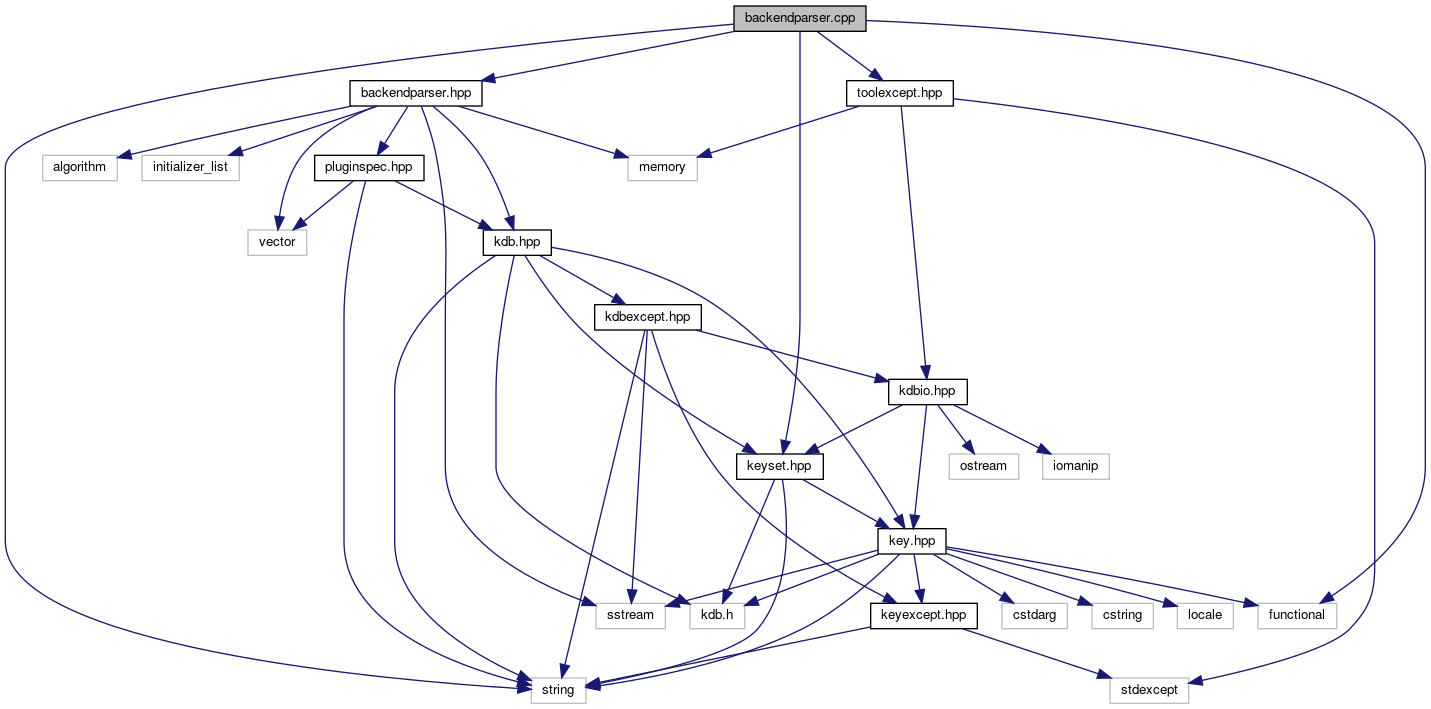 backendparser.cpp
backendparser.hpp
toolexcept.hpp
algorithm
initializer_list
pluginspec.hpp
memory
vector
kdb.hpp
kdbexcept.hpp
kdbio.hpp
keyset.hpp
ostream
iomanip
key.hpp
sstream
kdb.h
keyexcept.hpp
cstdarg
cstring
locale
functional
string
stdexcept